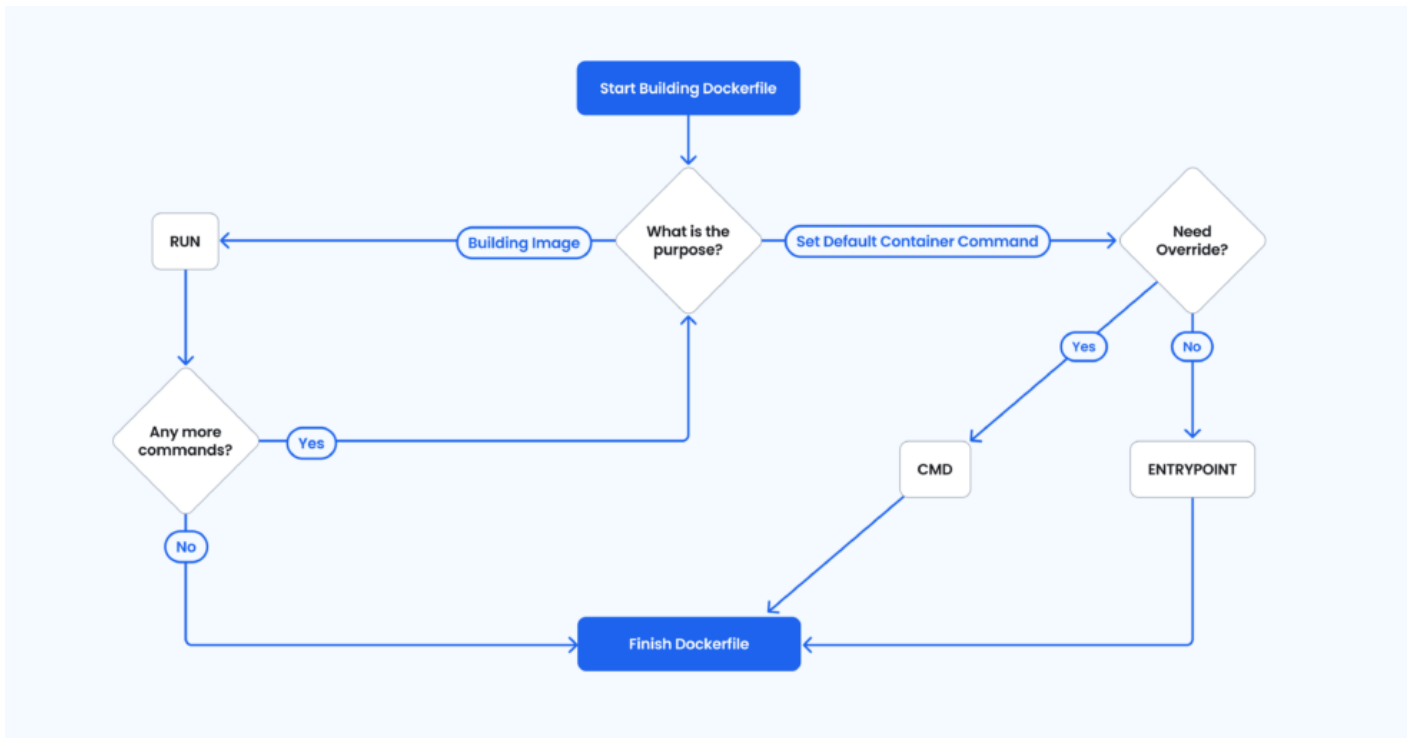 Start Building Dockerfile
RUN
Building Image
What is the
purpose?
Set Default Container Command
Need
Override?
Yes
No
Any more
commands?
Yes
CMD
ENTRYPOINT
No
Finish Dockerfile